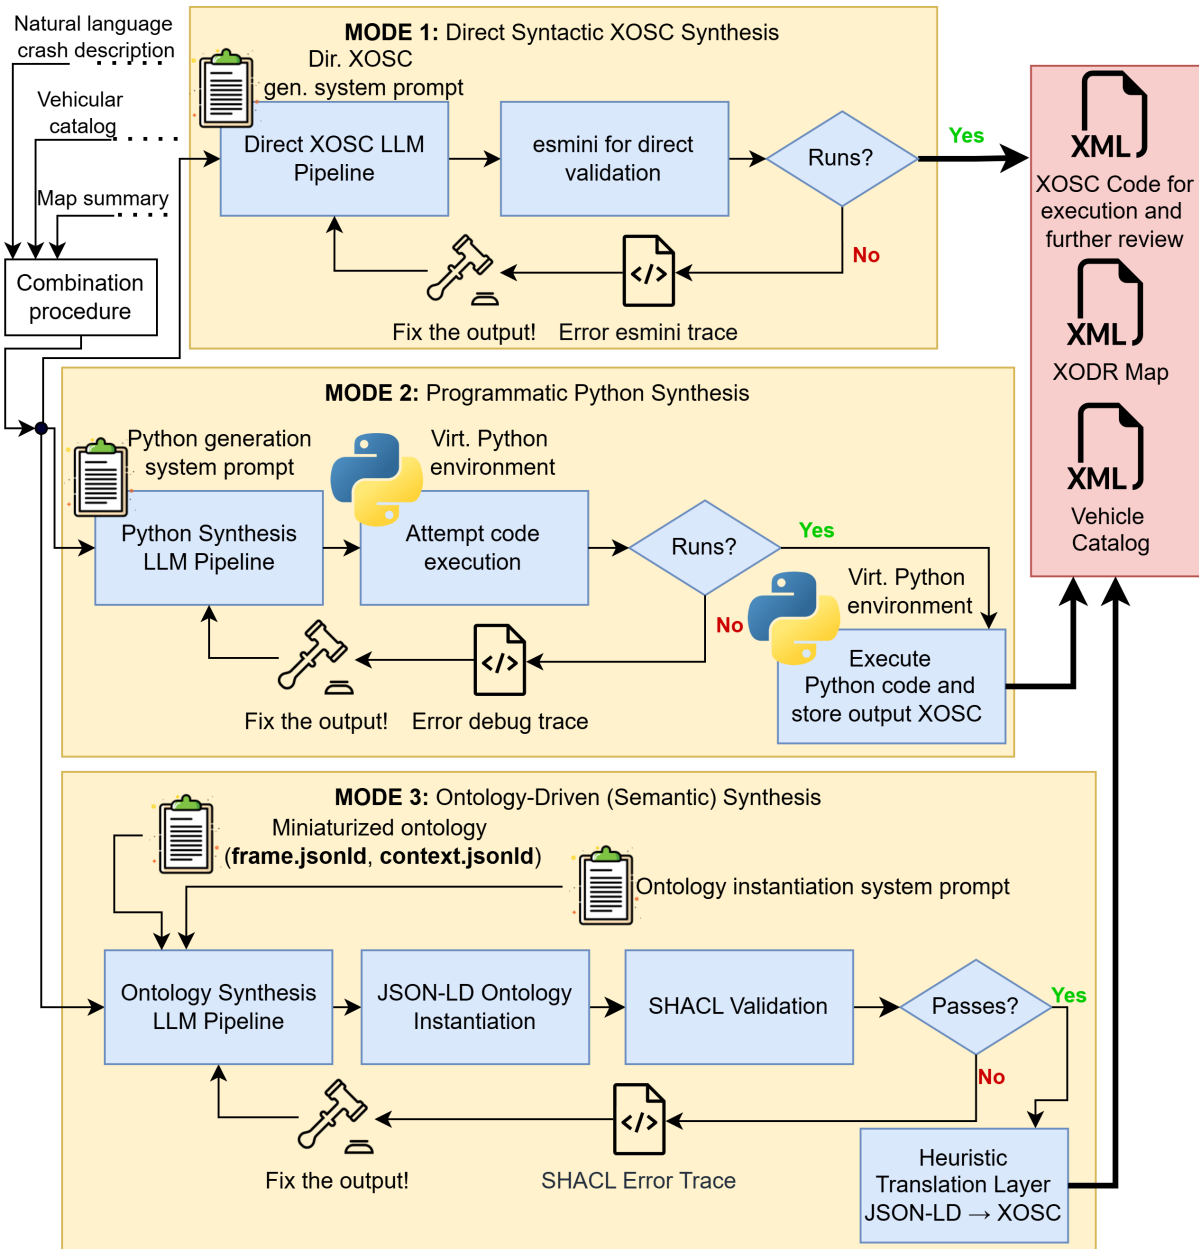 Natural language
crash description
Vehicular
catalog
Map summary
Combination
procedure
MODE 1: Direct Syntactic XOSC Synthesis
Dir. XOSC
gen. system prompt
Direct XOSC LLM
Pipeline
esmini for direct
validation
Runs?
Yes
No
Fix the output!
Error esmini trace
XML
XOSC Code for
execution and
further review
XML
XODR Map
XML
Vehicle
Catalog
MODE 2: Programmatic Python Synthesis
Python generation
system prompt
Virt. Python
environment
Python Synthesis
LLM Pipeline
Attempt code
execution
Runs?
Yes
No
Virt. Python
environment
Execute
Python code and
store output XOSC
Fix the output!
Error debug trace
MODE 3: Ontology-Driven (Semantic) Synthesis
Miniaturized ontology
(frame.jsonld, context.jsonld)
Ontology instantiation system prompt
Ontology Synthesis
LLM Pipeline
JSON-LD Ontology
Instantiation
SHACL Validation
Passes?
Yes
No
Fix the output!
SHACL Error Trace
Heuristic
Translation Layer
JSON-LD → XOSC